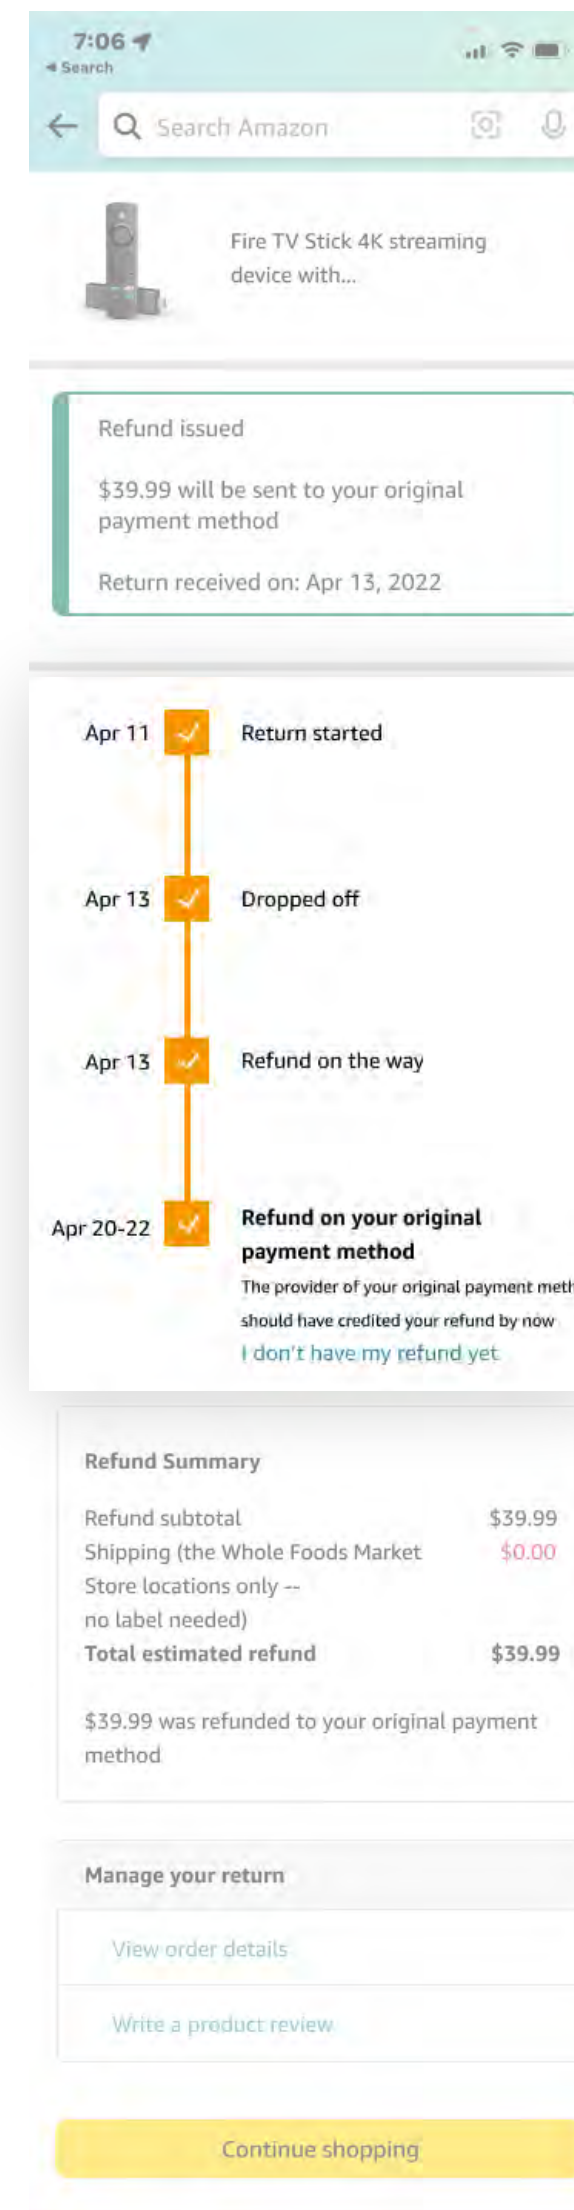 7:06
Search
Search Amazon
Fire TV Stick 4K streaming
device with...
Refund issued
$39.99 will be sent to your original
payment method
Return received on: Apr 13, 2022
Apr 11 Return started
Apr 13 Dropped off
Apr 13 Refund on the way
Apr 20-22 Refund on your original
payment method
The provider of your original payment meth
should have credited your refund by now
I don't have my refund yet
Refund Summary
Refund subtotal $39.99
Shipping (the Whole Foods Market $0.00
Store locations only --
no label needed)
Total estimated refund $39.99
$39.99 was refunded to your original payment
method
Manage your return
View order details
Write a product review
Continue shopping